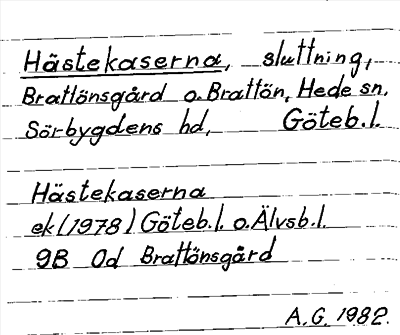 Hästekaserna, sluttning,
Brattönsgård o. Brattön, Hede sn.
Sörbygdens hd, Göteb.l.
Hästekaserna
ek (1978) Göteb.l. o. Älvsb.l.
9B 0d Brattönsgård
A.G. 1982.